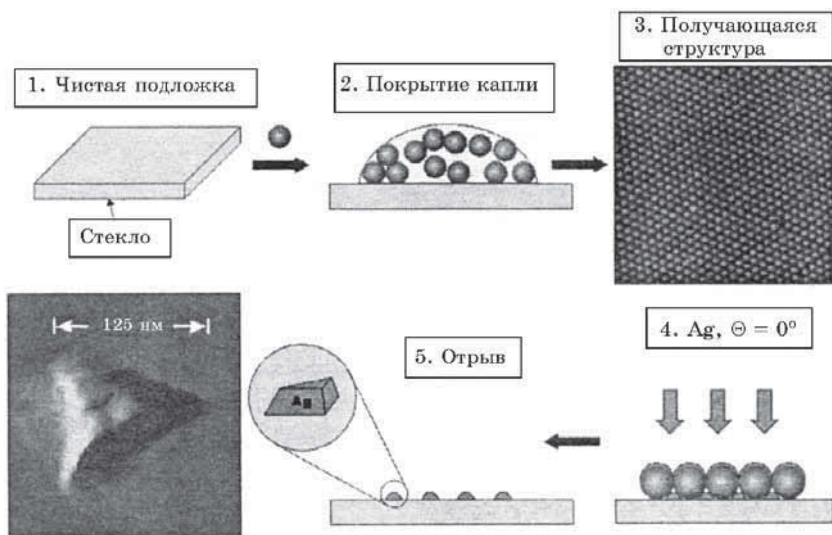 1. Чистая подложка
2. Покрытие капли
3. Получающаяся
структура
Стекло
4. Ag, Θ = 0°
5. Отрыв
Ag
125 нм